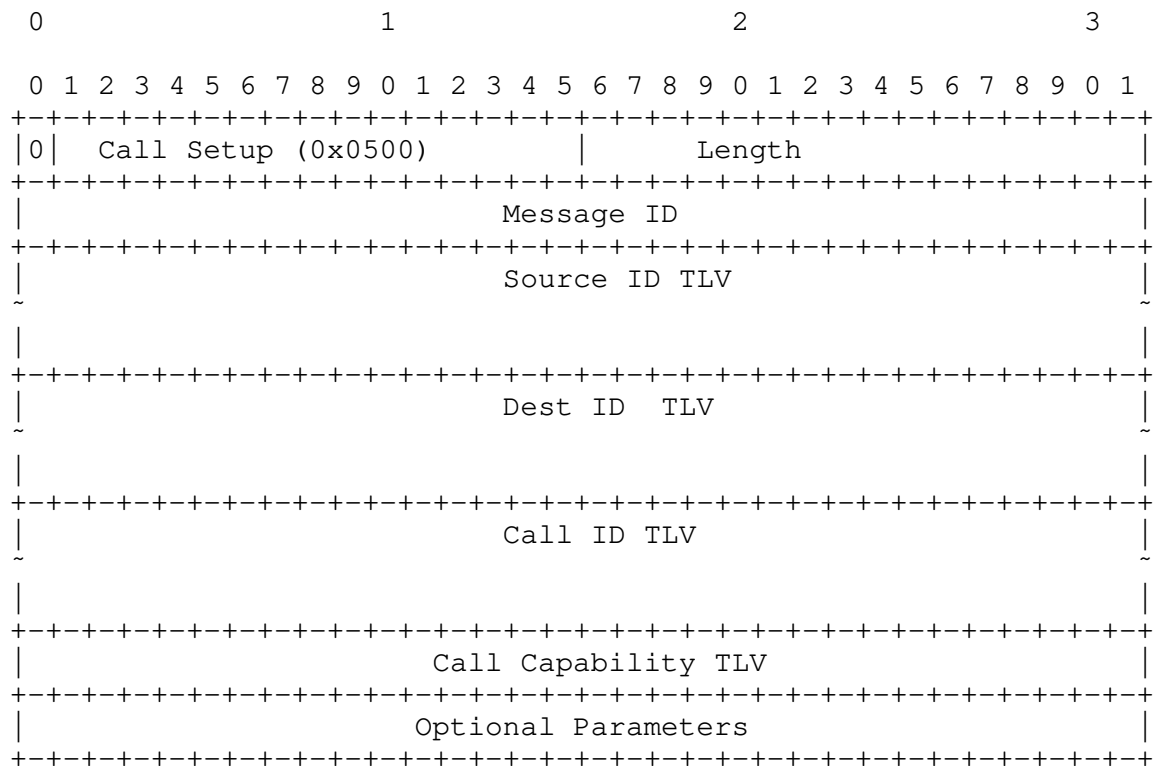 0                   1                   2                   3
0 1 2 3 4 5 6 7 8 9 0 1 2 3 4 5 6 7 8 9 0 1 2 3 4 5 6 7 8 9 0 1
+-+-+-+-+-+-+-+-+-+-+-+-+-+-+-+-+-+-+-+-+-+-+-+-+-+-+-+-+-+-+-+-+
|0|  Call Setup (0x0500)        |      Length                   |
+-+-+-+-+-+-+-+-+-+-+-+-+-+-+-+-+-+-+-+-+-+-+-+-+-+-+-+-+-+-+-+-+
|                           Message ID                          |
+-+-+-+-+-+-+-+-+-+-+-+-+-+-+-+-+-+-+-+-+-+-+-+-+-+-+-+-+-+-+-+-+
|                           Source ID TLV                       |
~                                                               ~
|                                                               |
+-+-+-+-+-+-+-+-+-+-+-+-+-+-+-+-+-+-+-+-+-+-+-+-+-+-+-+-+-+-+-+-+
|                           Dest ID  TLV                        |
~                                                               ~
|                                                               |
+-+-+-+-+-+-+-+-+-+-+-+-+-+-+-+-+-+-+-+-+-+-+-+-+-+-+-+-+-+-+-+-+
|                           Call ID TLV                         |
~                                                               ~
|                                                               |
+-+-+-+-+-+-+-+-+-+-+-+-+-+-+-+-+-+-+-+-+-+-+-+-+-+-+-+-+-+-+-+-+
|                       Call Capability TLV                     |
+-+-+-+-+-+-+-+-+-+-+-+-+-+-+-+-+-+-+-+-+-+-+-+-+-+-+-+-+-+-+-+-+
|                      Optional Parameters                      |
+-+-+-+-+-+-+-+-+-+-+-+-+-+-+-+-+-+-+-+-+-+-+-+-+-+-+-+-+-+-+-+-+